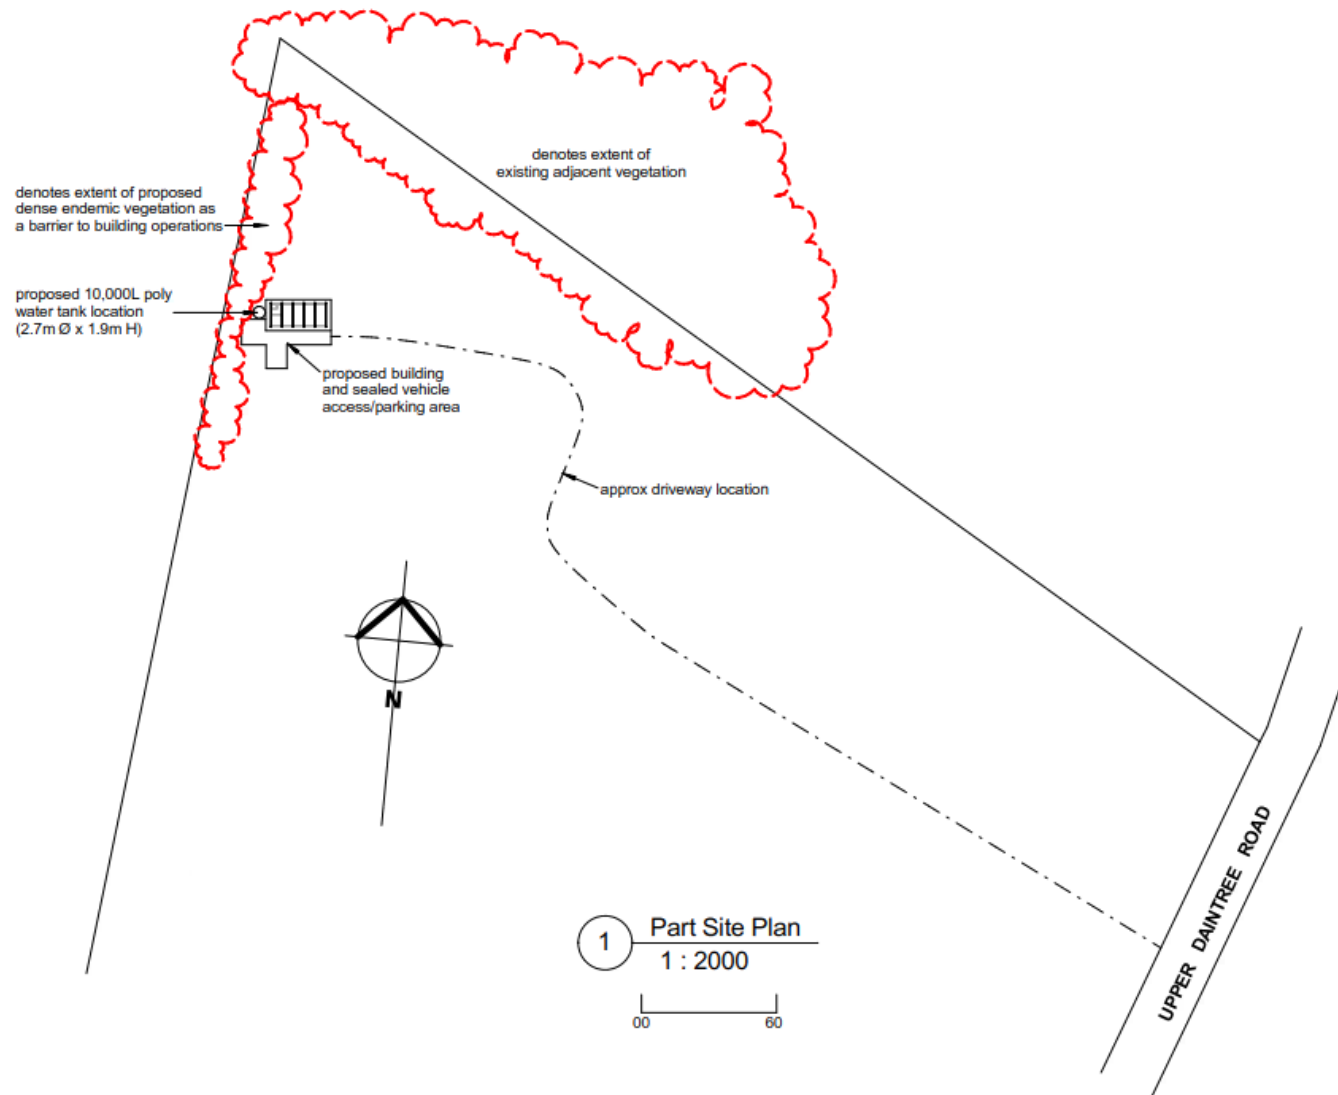 denotes extent of
existing adjacent vegetation
denotes extent of proposed
dense endemic vegetation as
a barrier to building operations
proposed 10,000L poly
water tank location
(2.7m Ø x 1.9m H)
proposed building
and sealed vehicle
access/parking area
approx driveway location
N
1
Part Site Plan
1 : 2000
00 60
UPPER DAINTREE ROAD